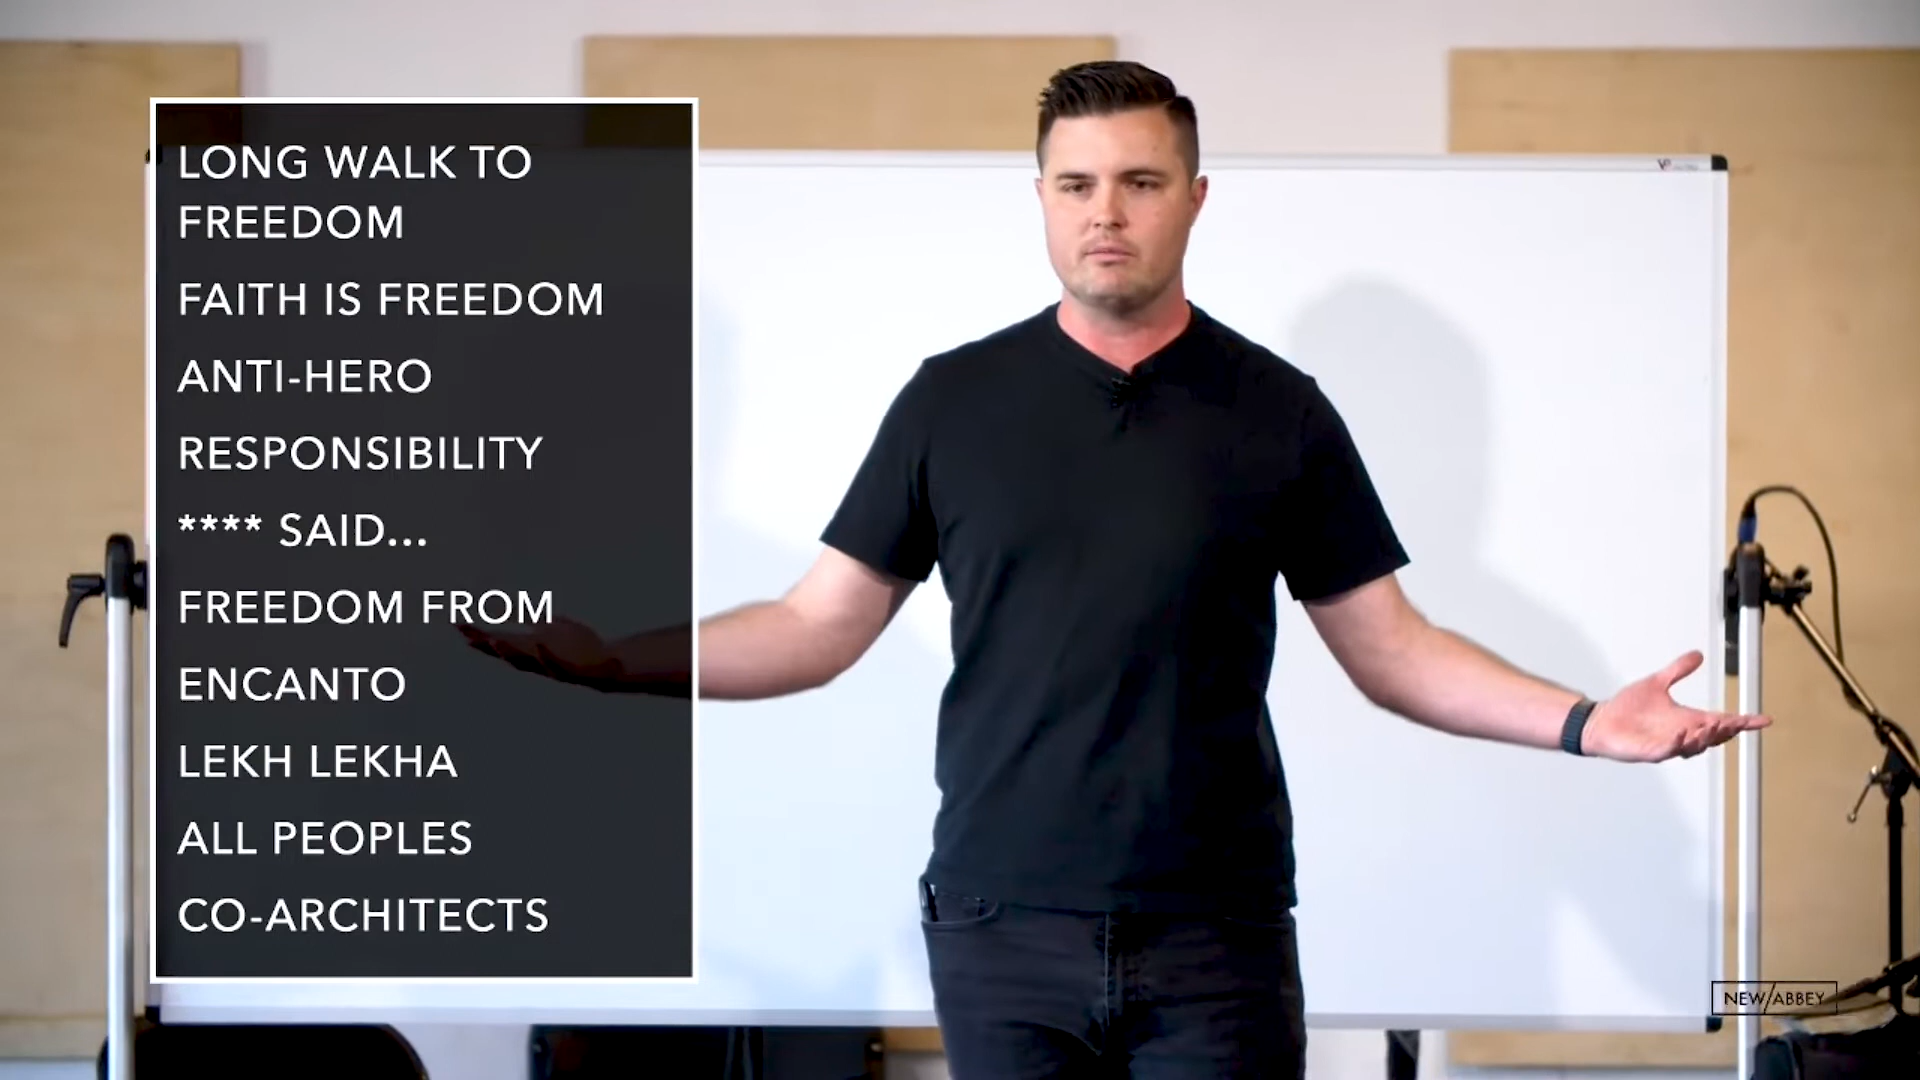 LONG WALK TO
FREEDOM
FAITH IS FREEDOM
ANTI-HERO
RESPONSIBILITY
**** SAID...
FREEDOM FROM
ENCANTO
LEKH LEKHA
ALL PEOPLES
CO-ARCHITECTS
NEW/ABBEY